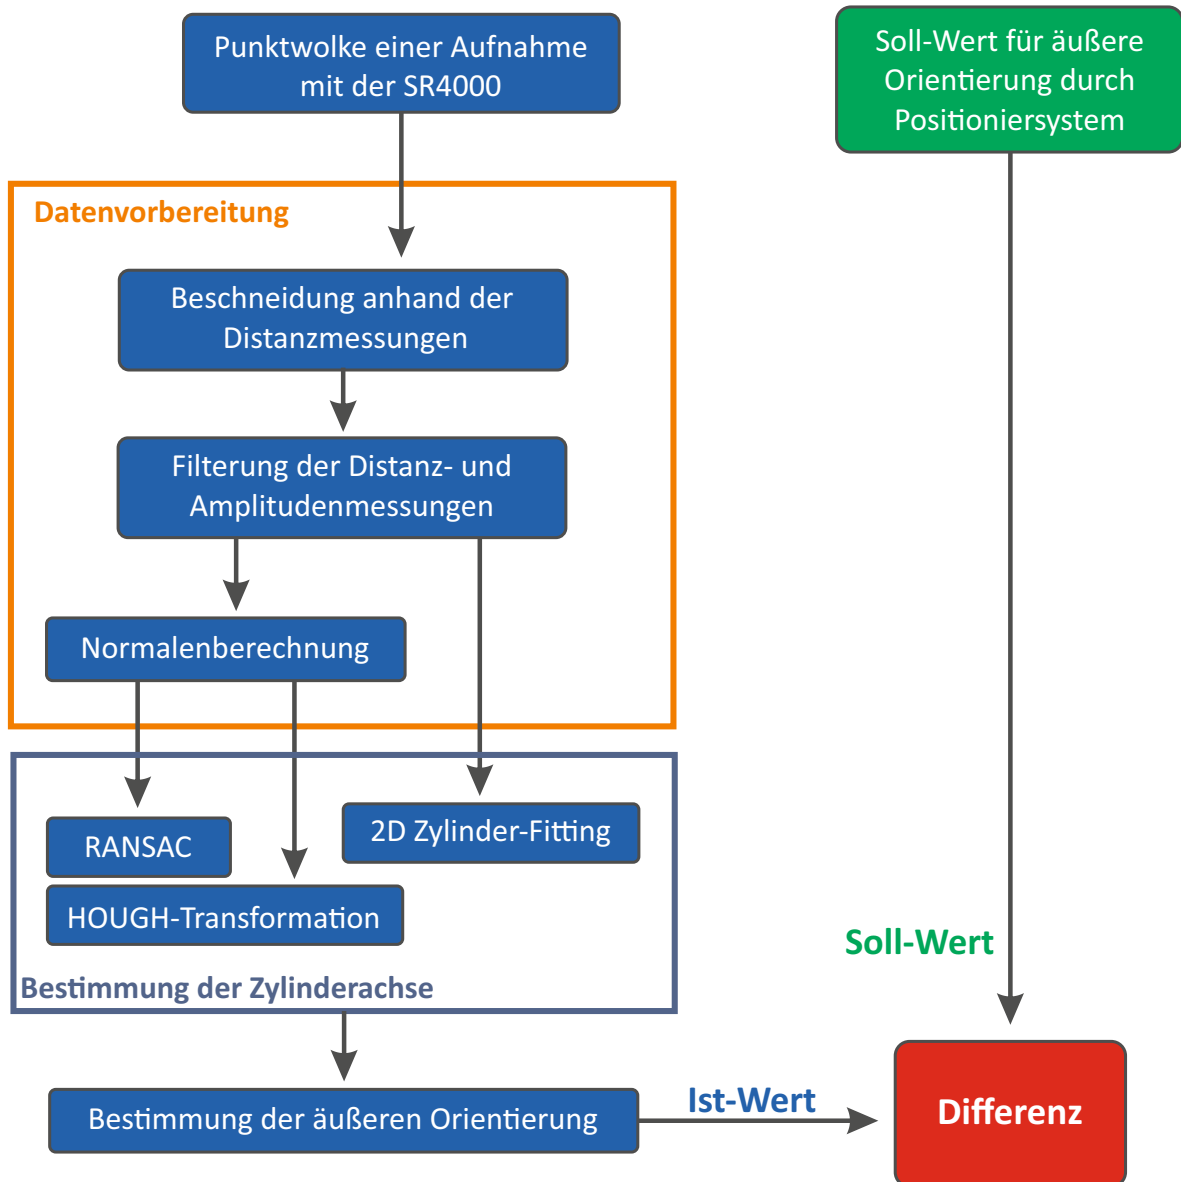 Punktwolke einer Aufnahme
mit der SR4000
Soll-Wert für äußere
Orientierung durch
Positioniersystem
Datenvorbereitung
Beschneidung anhand der
Distanzmessungen
Filterung der Distanz- und
Amplitudenmessungen
Normalenberechnung
RANSAC
2D Zylinder-Fitting
HOUGH-Transformation
Bestimmung der Zylinderachse
Soll-Wert
Bestimmung der äußeren Orientierung
Ist-Wert
Differenz